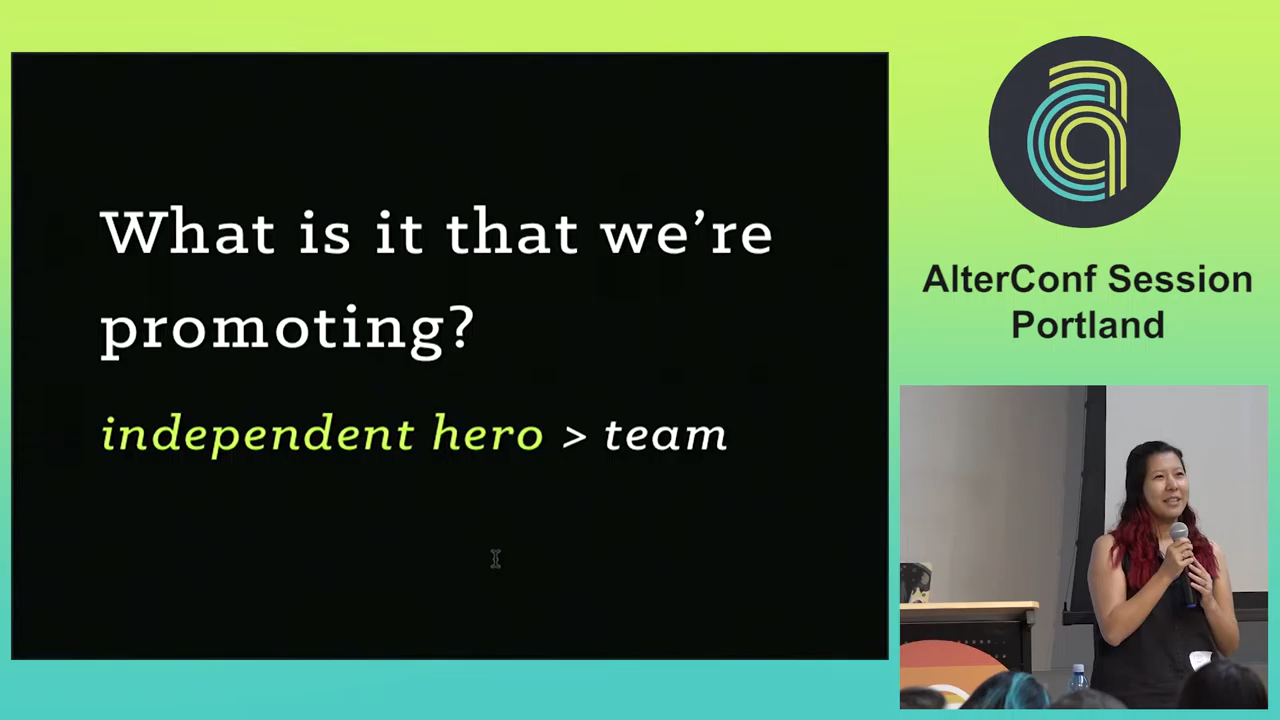 What is it that we're
promoting?
independent hero > team
AlterConf Session
Portland